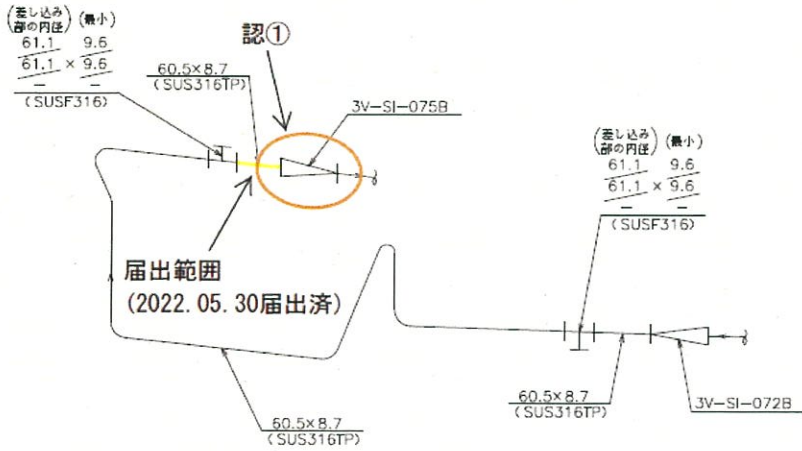 (差し込み部の内径) (最小)
61.1 9.6
61.1 × 9.6
— —
(SUSF316)
60.5×8.7
(SUS316TP)
認①
3V-SI-075B
届出範囲
(2022.05.30届出済)
60.5×8.7
(SUS316TP)
(差し込み部の内径) (最小)
61.1 9.6
61.1 × 9.6
— —
(SUSF316)
60.5×8.7
(SUS316TP)
3V-SI-072B